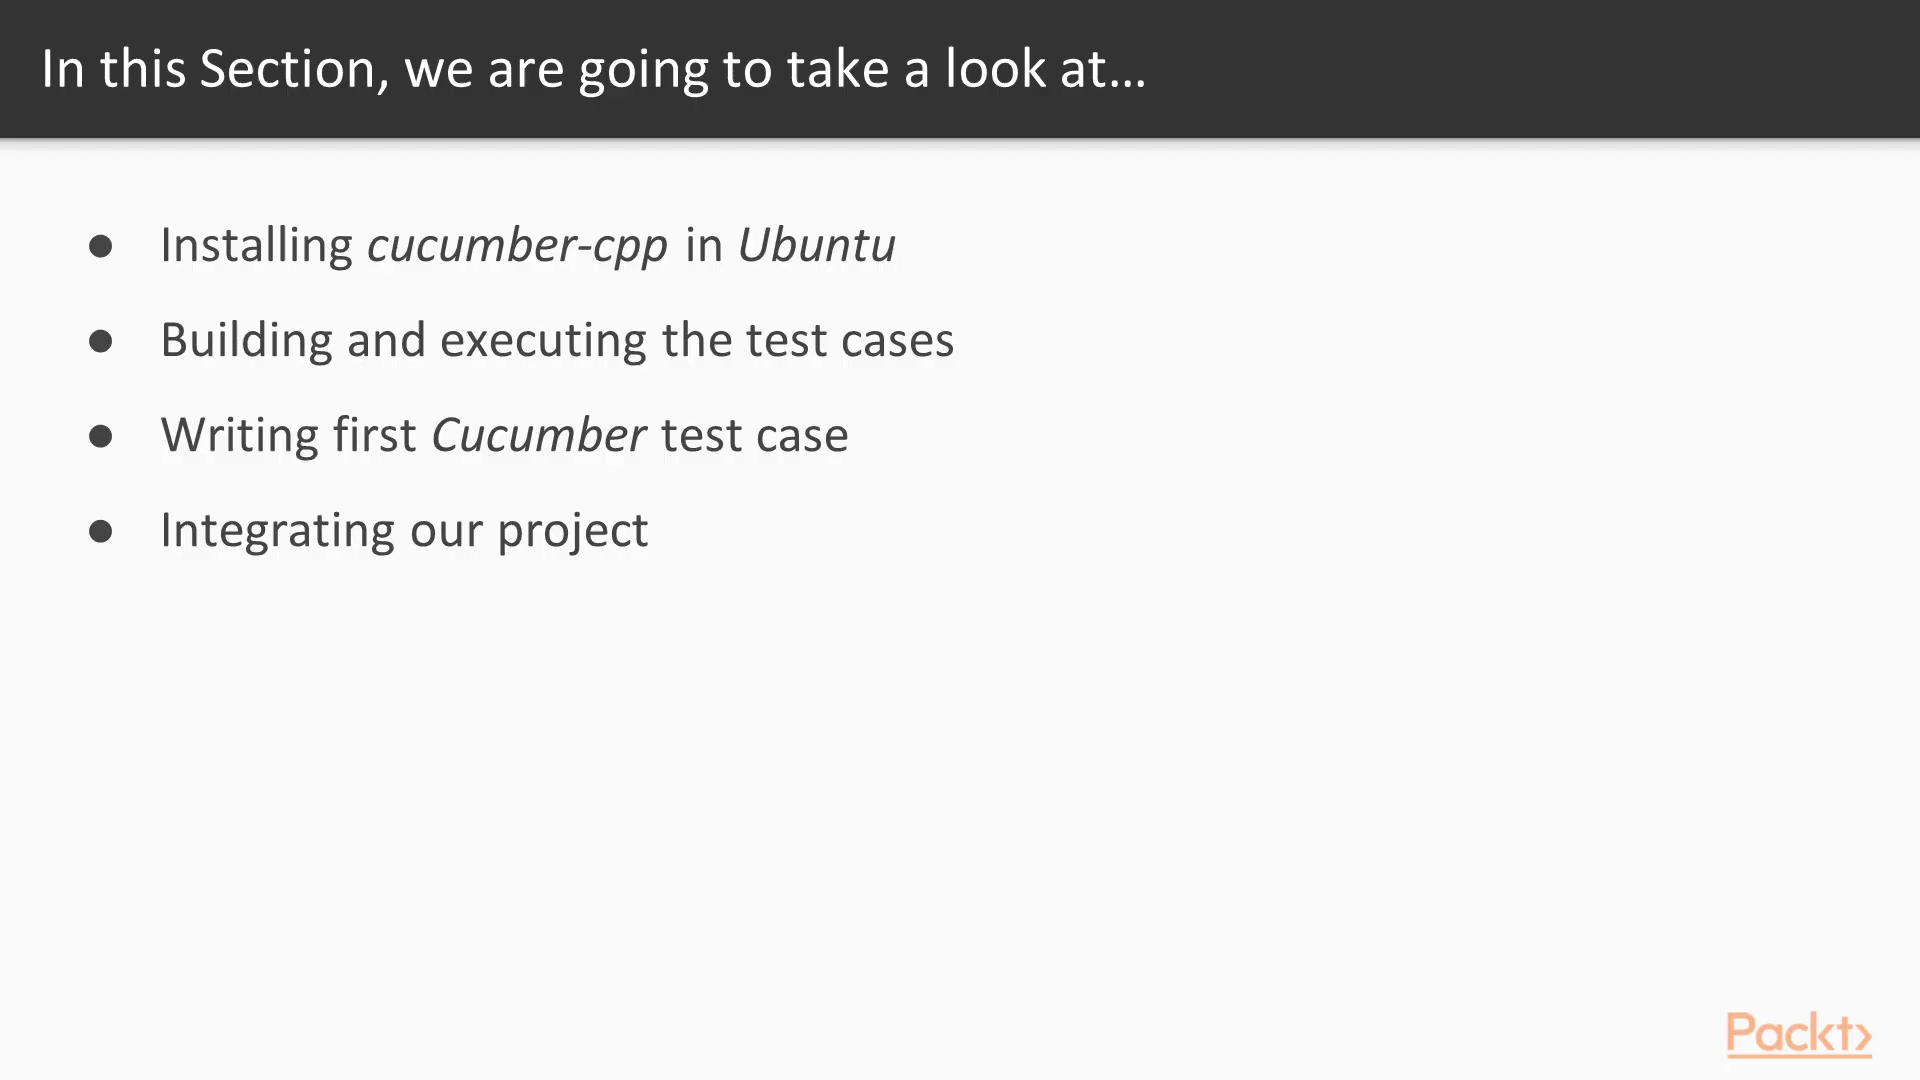 In this Section, we are going to take a look at...
● Installing cucumber-cpp in Ubuntu
● Building and executing the test cases
● Writing first Cucumber test case
● Integrating our project
Packt>